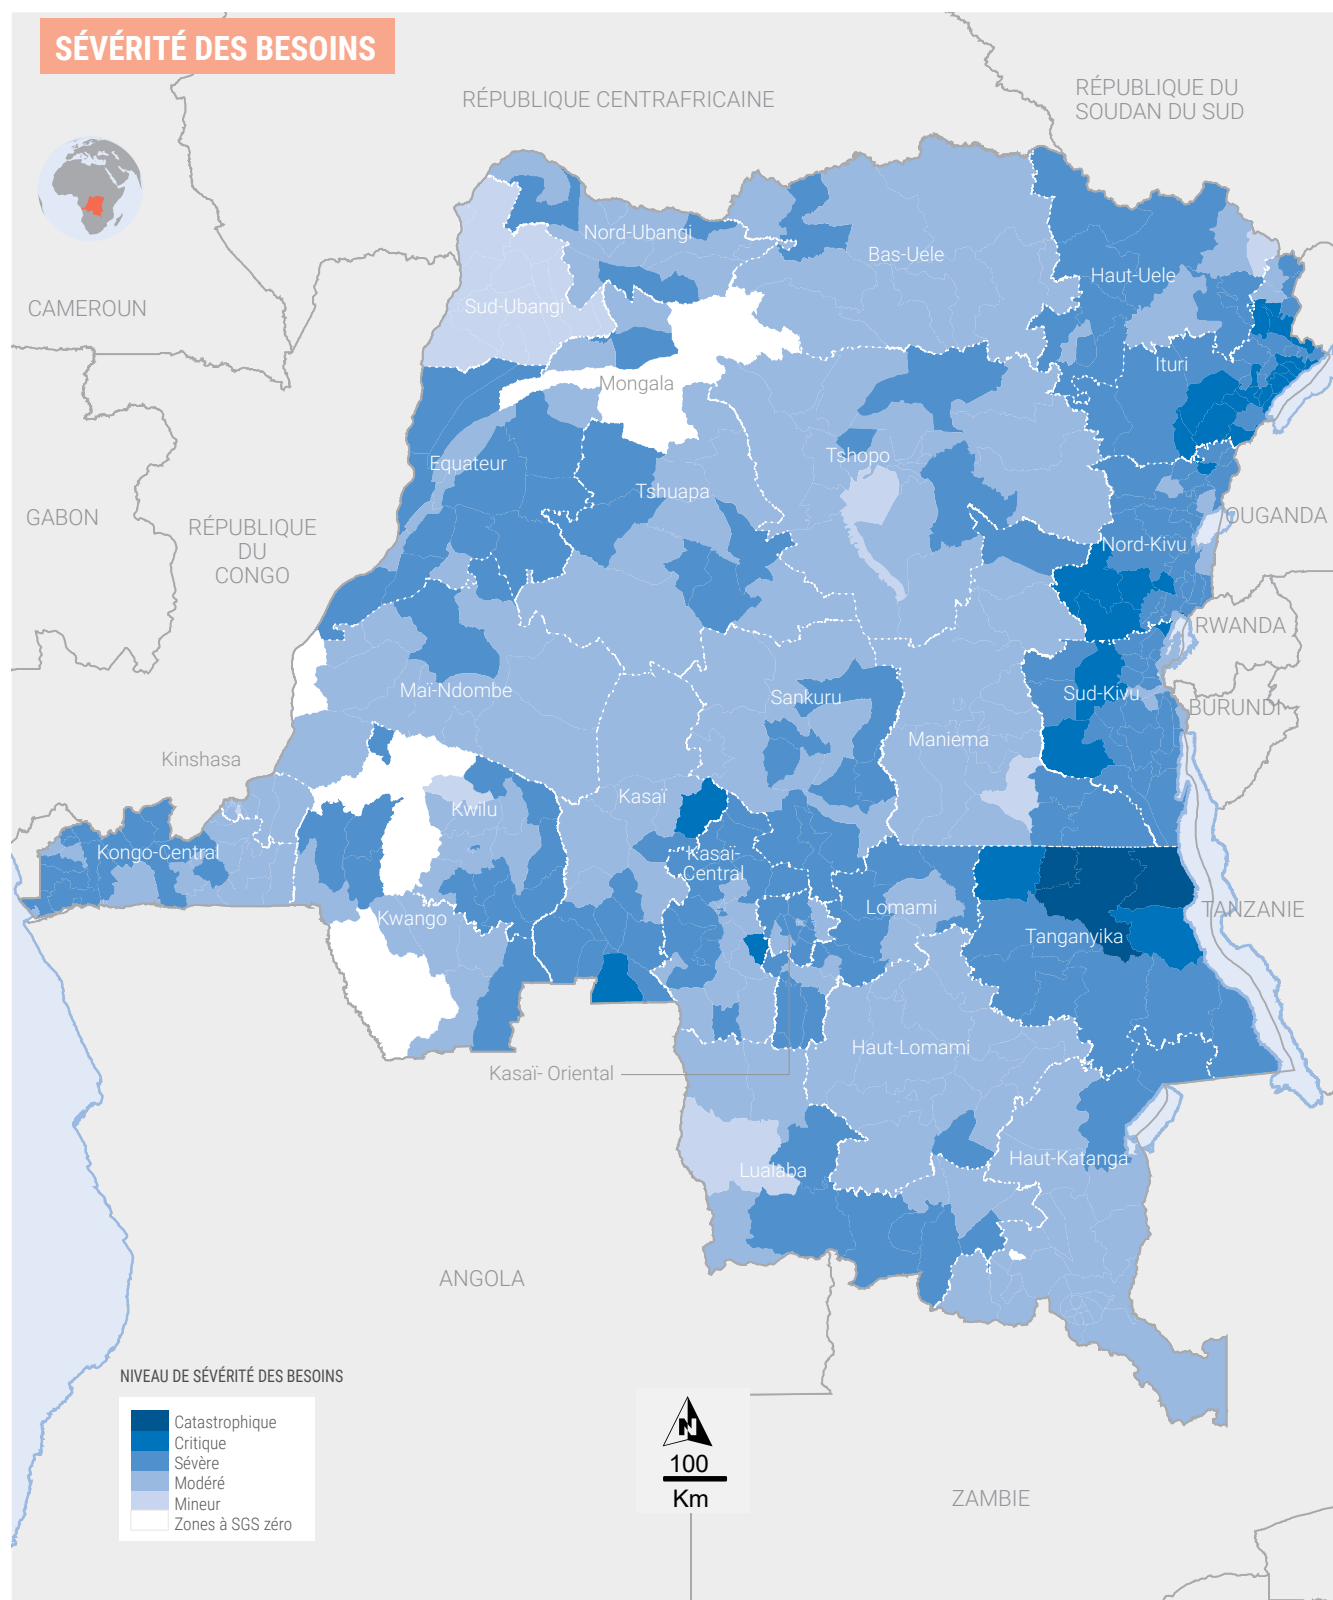 SÉVÉRITÉ DES BESOINS
RÉPUBLIQUE CENTRAFRICAINE
RÉPUBLIQUE DU
SOUDAN DU SUD
Nord-Ubangi
Bas-Uele
Haut-Uele
CAMEROUN
Sud-Ubangi
Ituri
Mongala
Equateur
Tshopo
Tshuapa
GABON
RÉPUBLIQUE
DU
CONGO
OUGANDA
Nord-Kivu
RWANDA
Maï-Ndombe
Sankuru
Sud-Kivu
BURUNDI
Maniema
Kinshasa
Kasaï
Kwilu
Kongo-Central
Kasaï-
Central
Lomami
TANZANIE
Kwango
Tanganyika
Haut-Lomami
Kasaï- Oriental
Haut-Katanga
Lualaba
ANGOLA
NIVEAU DE SÉVÉRITÉ DES BESOINS
Catastrophique
Critique
Sévère
Modéré
Mineur
Zones à SGS zéro
N
100
Km
ZAMBIE